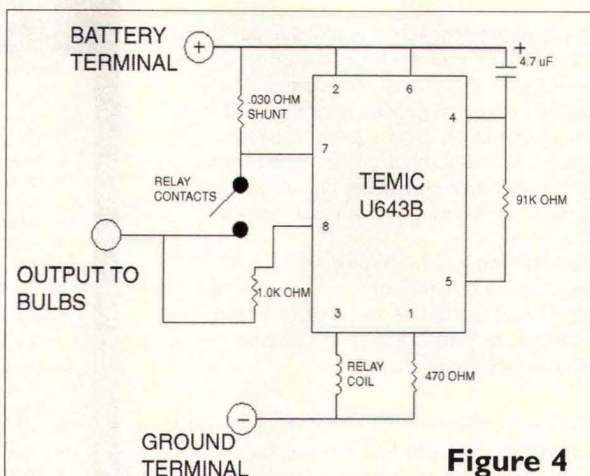 BATTERY
TERMINAL
+
+
4.7 uF
.030 OHM
SHUNT
2
6
4
7
RELAY
CONTACTS
TEMIC
U643B
91K OHM
8
OUTPUT TO
BULBS
1.0K OHM
5
3
1
RELAY
COIL
470 OHM
−
GROUND
TERMINAL
Figure 4